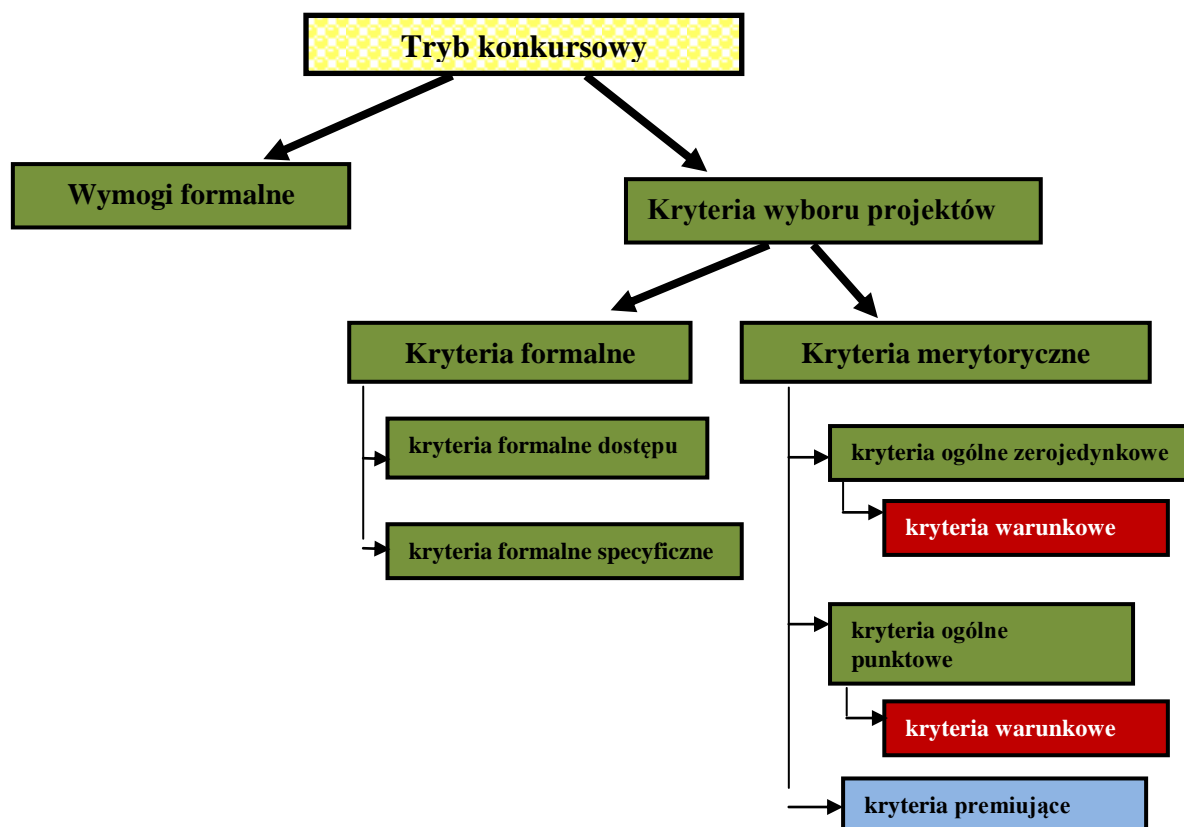 Tryb konkursowy
Wymogi formalne
Kryteria wyboru projektów
Kryteria formalne
Kryteria merytoryczne
kryteria formalne dostępu
kryteria ogólne zerojedynkowe
kryteria warunkowe
kryteria formalne specyficzne
kryteria ogólne
punktowe
kryteria warunkowe
kryteria premiujące